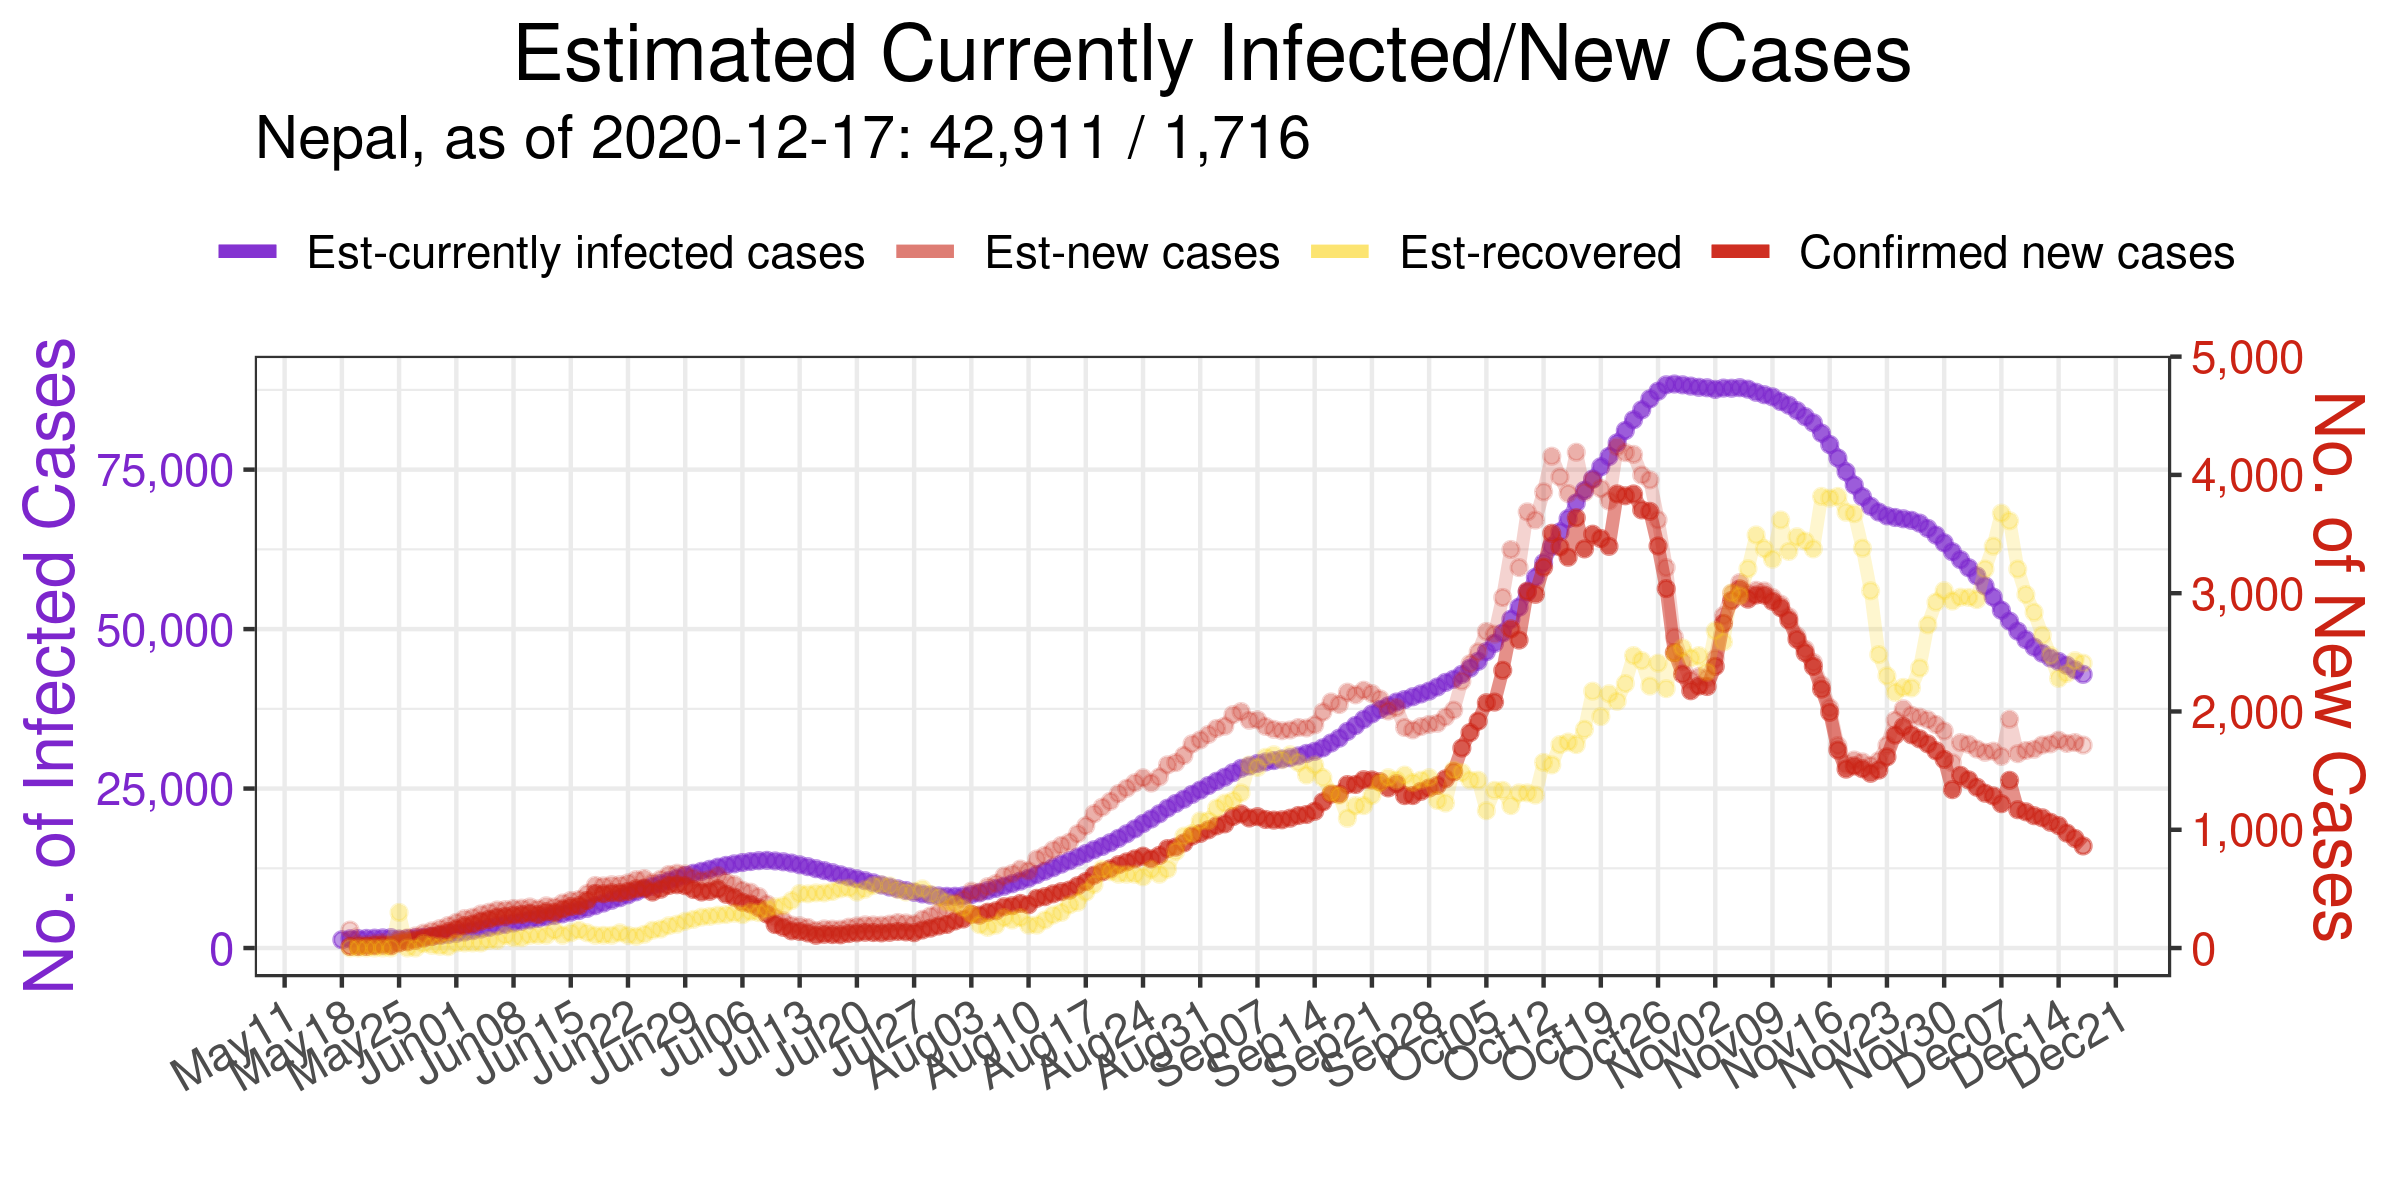 Estimated Currently Infected/New Cases
Nepal, as of 2020-12-17: 42,911 / 1,716
Est-currently infected cases Est-new cases Est-recovered Confirmed new cases
No. of Infected Cases
75,000
50,000
25,000
0
5,000
4,000
3,000
2,000
1,000
0
No. of New Cases
May11 May18 May25 Jun01 Jun08 Jun15 Jun22 Jun29 Jul06 Jul13 Jul20 Jul27 Aug03 Aug10 Aug17 Aug24 Aug31 Sep07 Sep14 Sep21 Sep28 Oct05 Oct12 Oct19 Oct26 Nov02 Nov09 Nov16 Nov23 Nov30 Dec07 Dec14 Dec21